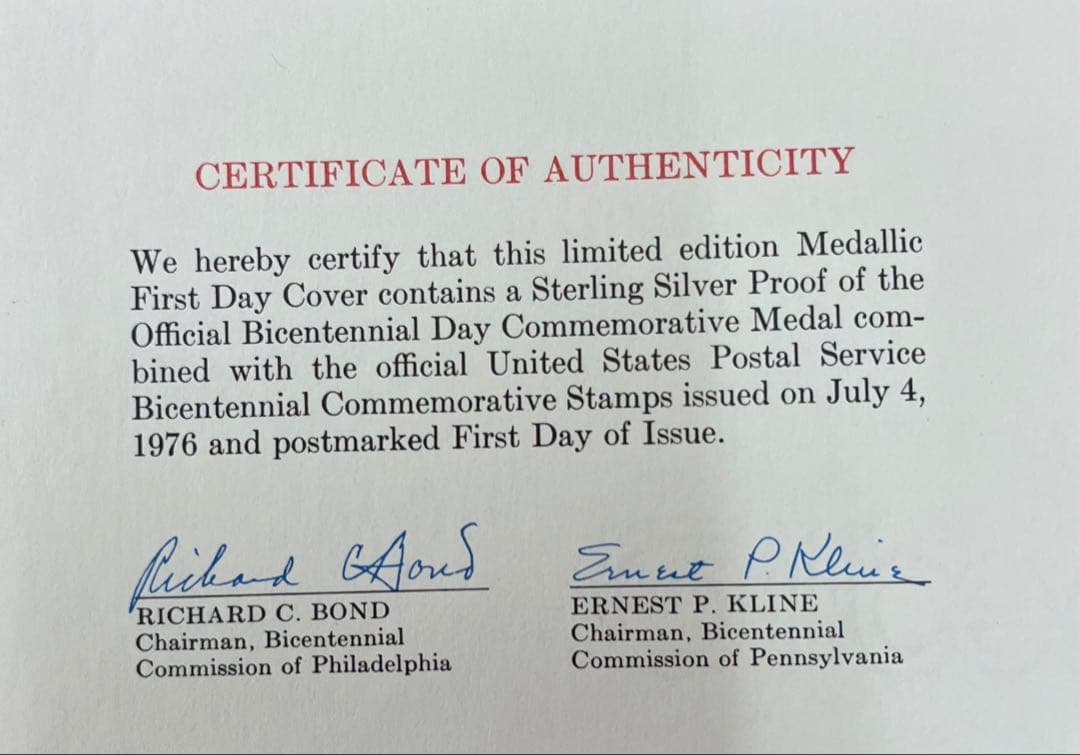 CERTIFICATE OF AUTHENTICITY
We hereby certify that this limited edition Medallic
First Day Cover contains a Sterling Silver Proof of the
Official Bicentennial Day Commemorative Medal com-
bined with the official United States Postal Service
Bicentennial Commemorative Stamps issued on July 4,
1976 and postmarked First Day of Issue.
Richard C Bond
RICHARD C. BOND
Chairman, Bicentennial
Commission of Philadelphia
Ernest P. Kline
ERNEST P. KLINE
Chairman, Bicentennial
Commission of Pennsylvania